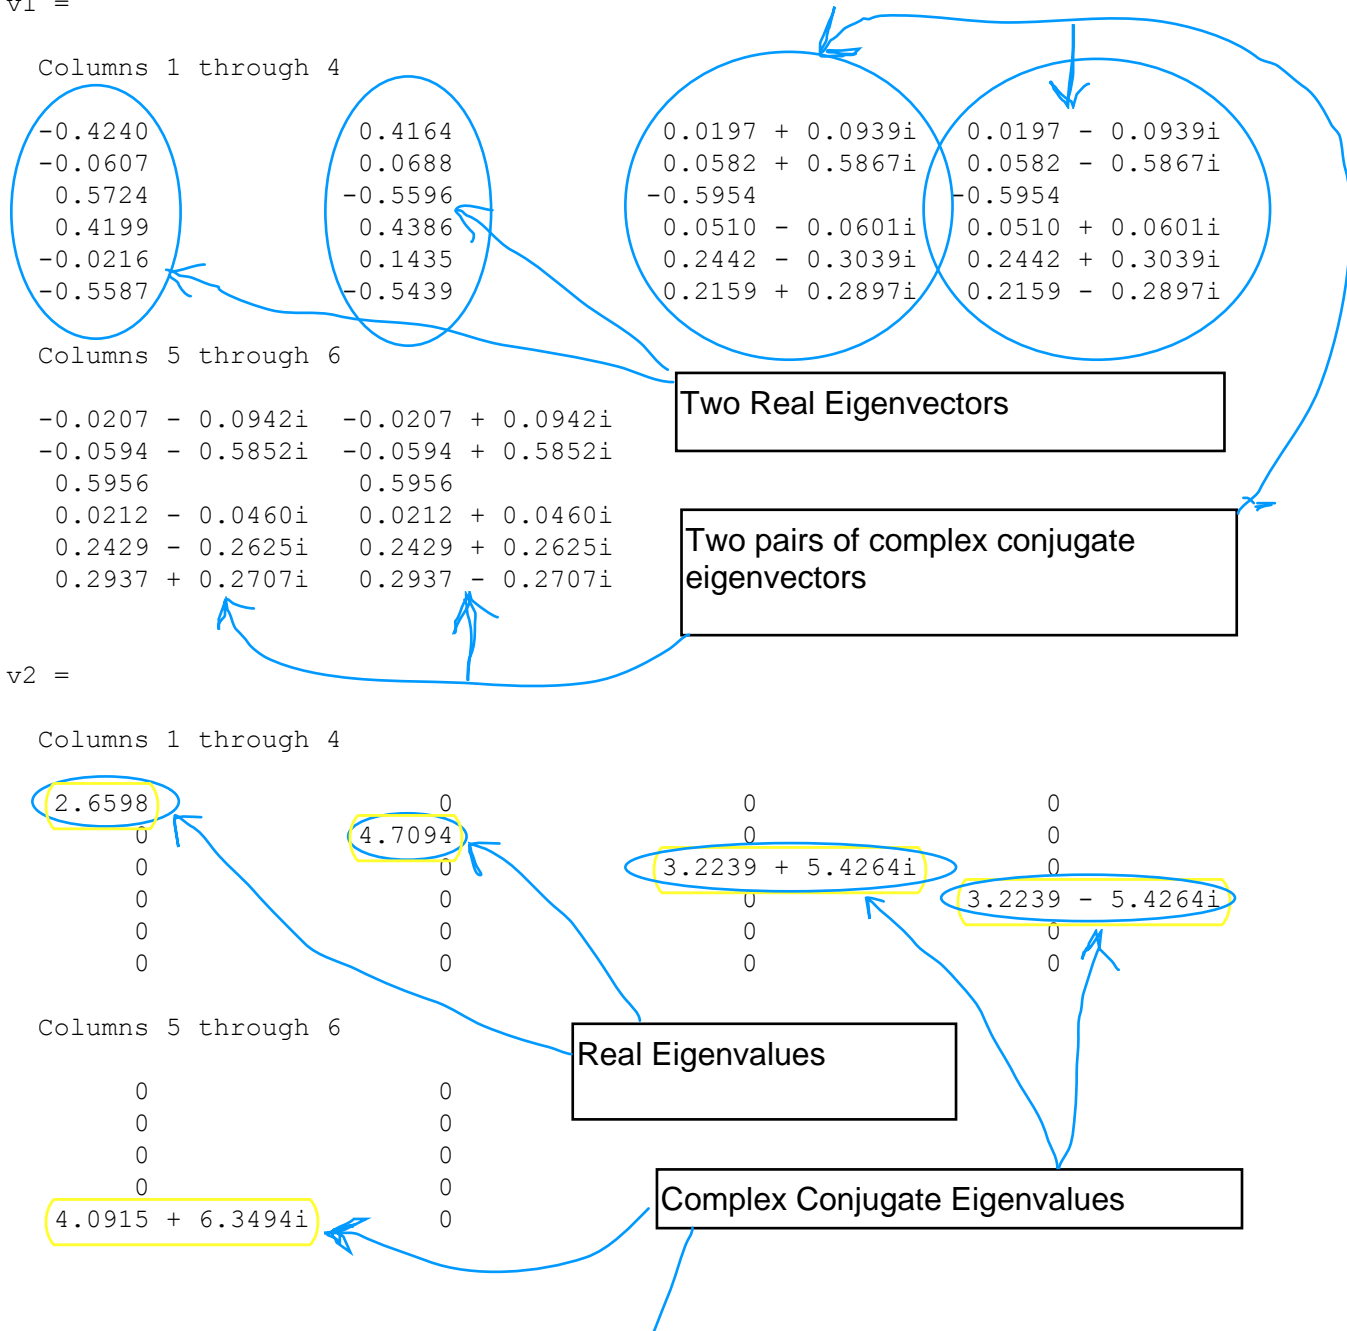 v1 =
Columns 1 through 4
-0.4240 0.4164 0.0197 + 0.0939i 0.0197 - 0.0939i
-0.0607 0.0688 0.0582 + 0.5867i 0.0582 - 0.5867i
0.5724 -0.5596 -0.5954 -0.5954
0.4199 0.4386 0.0510 - 0.0601i 0.0510 + 0.0601i
-0.0216 0.1435 0.2442 - 0.3039i 0.2442 + 0.3039i
-0.5587 -0.5439 0.2159 + 0.2897i 0.2159 - 0.2897i
Columns 5 through 6
Two Real Eigenvectors
-0.0207 - 0.0942i -0.0207 + 0.0942i
-0.0594 - 0.5852i -0.0594 + 0.5852i
0.5956 0.5956
0.0212 - 0.0460i 0.0212 + 0.0460i
0.2429 - 0.2625i 0.2429 + 0.2625i
0.2937 + 0.2707i 0.2937 - 0.2707i
Two pairs of complex conjugate
eigenvectors
v2 =
Columns 1 through 4
2.6598 0 0 0
0 4.7094 0 0
0 0 3.2239 + 5.4264i 0
0 0 0 3.2239 - 5.4264i
0 0 0 0
0 0 0 0
Columns 5 through 6
Real Eigenvalues
0 0
0 0
0 0
0 0
4.0915 + 6.3494i 0
Complex Conjugate Eigenvalues